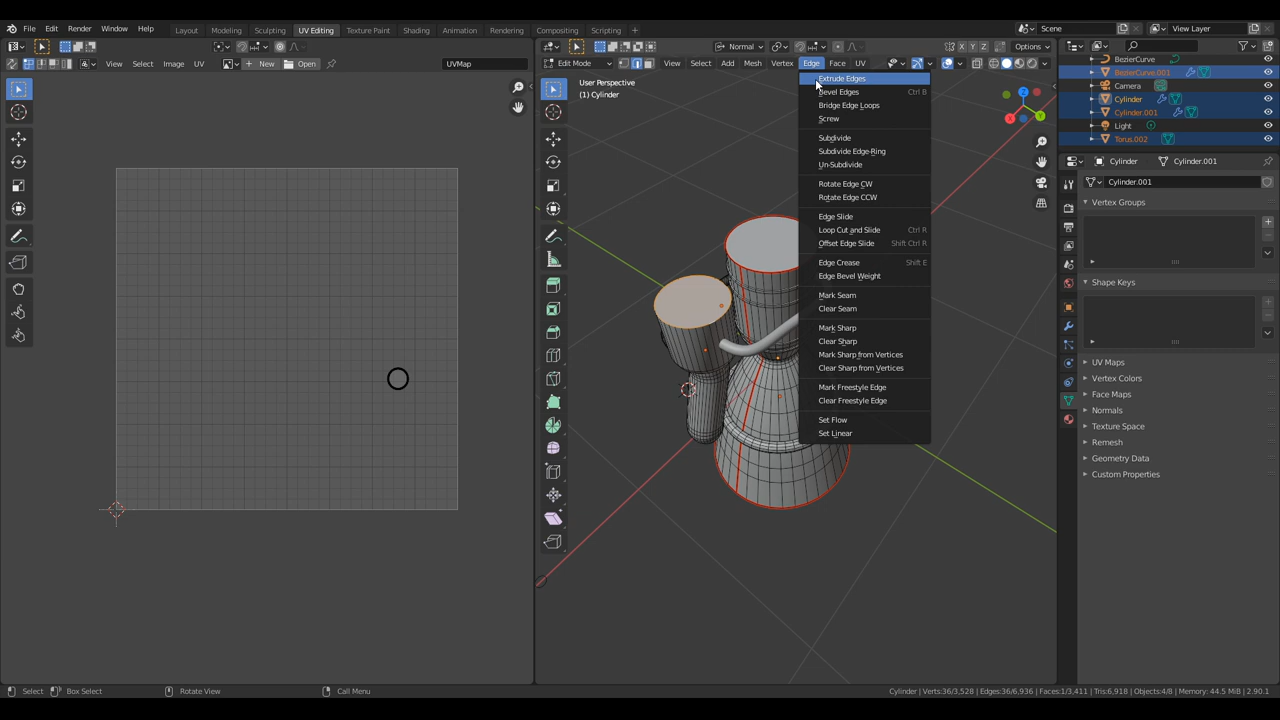 File Edit Render Window Help Layout Modeling Sculpting UV Editing Texture Paint Shading Animation Rendering Compositing Scripting + Scene View Layer
Normal Options
View Select Image UV + New Open UVMap
Edit Mode View Select Add Mesh Vertex Edge Face UV X Y Z
User Perspective
(1) Cylinder
Extrude Edges
Bevel Edges Ctrl B
Bridge Edge Loops
Screw
Subdivide
Subdivide Edge-Ring
Un-Subdivide
Rotate Edge CW
Rotate Edge CCW
Edge Slide
Loop Cut and Slide Ctrl R
Offset Edge Slide Shift Ctrl R
Edge Crease Shift E
Edge Bevel Weight
Mark Seam
Clear Seam
Mark Sharp
Clear Sharp
Mark Sharp from Vertices
Clear Sharp from Vertices
Mark Freestyle Edge
Clear Freestyle Edge
Set Flow
Set Linear
Z
Y
X
BezierCurve
BezierCurve.001
Camera
Cylinder
Cylinder.001
Light
Torus.002
Cylinder Cylinder.001
Cylinder.001
Vertex Groups
Shape Keys
UV Maps
Vertex Colors
Face Maps
Normals
Texture Space
Remesh
Geometry Data
Custom Properties
Select Box Select Rotate View Call Menu Cylinder | Verts:36/3,528 | Edges:36/6,936 | Faces:1/3,411 | Tris:6,918 | Objects:4/8 | Memory: 44.5 MiB | 2.90.1